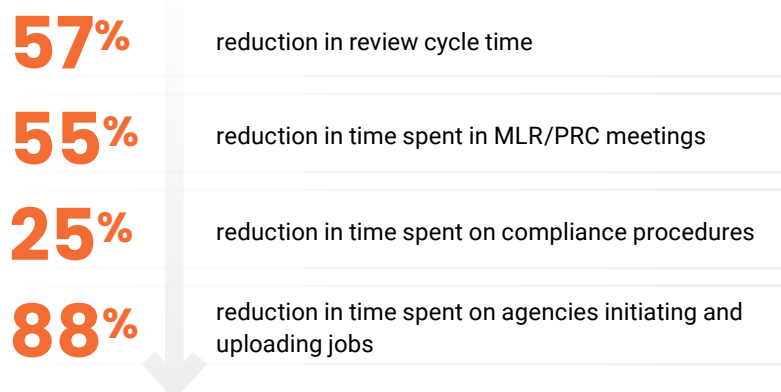 57% reduction in review cycle time
55% reduction in time spent in MLR/PRC meetings
25% reduction in time spent on compliance procedures
88% reduction in time spent on agencies initiating and
uploading jobs